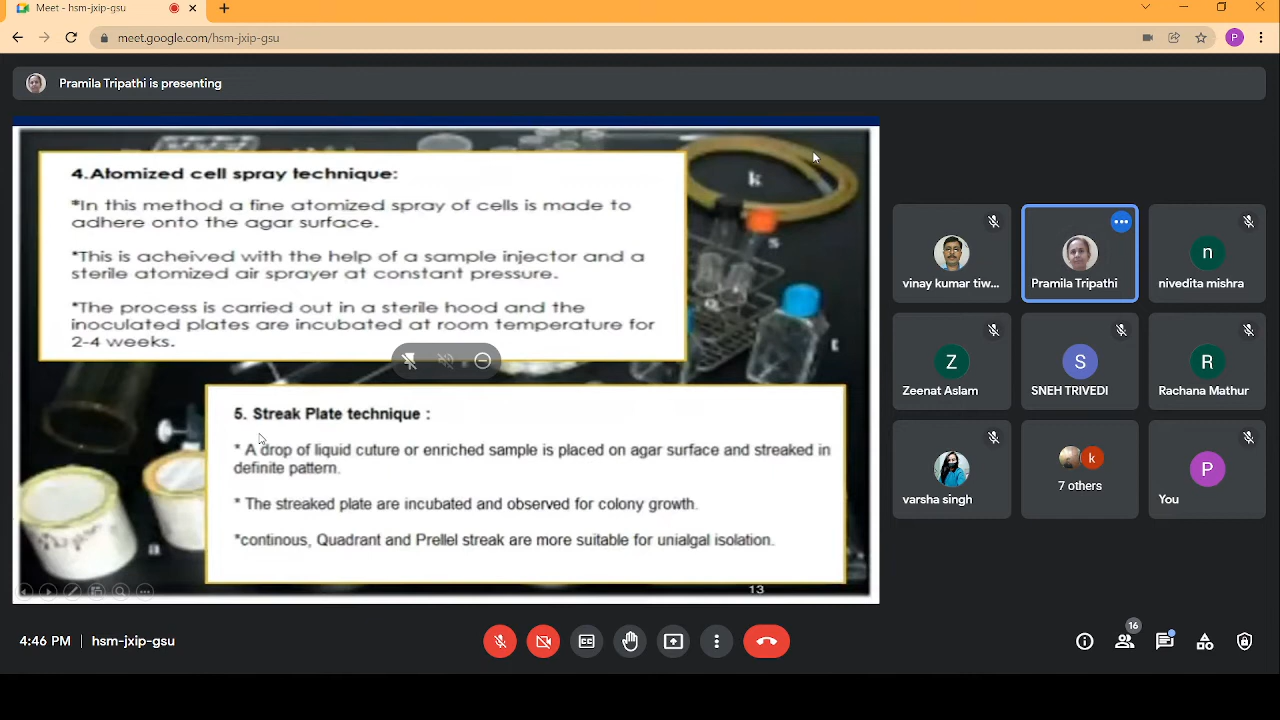 Meet - hsm-jxip-gsu
meet.google.com/hsm-jxip-gsu
P
Pramila Tripathi is presenting
4.Atomized cell spray technique:
*In this method a fine atomized spray of cells is made to
adhere onto the agar surface.
*This is acheived with the help of a sample injector and a
sterile atomized air sprayer at constant pressure.
*The process is carried out in a sterile hood and the
inoculated plates are incubated at room temperature for
2-4 weeks.
k
s
t
n
5. Streak Plate technique :
* A drop of liquid cuture or enriched sample is placed on agar surface and streaked in
definite pattern.
* The streaked plate are incubated and observed for colony growth.
*continous, Quadrant and Prellel streak are more suitable for unialgal isolation.
13
vinay kumar tiw...
Pramila Tripathi
n
nivedita mishra
Z
Zeenat Aslam
S
SNEH TRIVEDI
R
Rachana Mathur
varsha singh
k
7 others
P
You
4:46 PM | hsm-jxip-gsu
CC
16